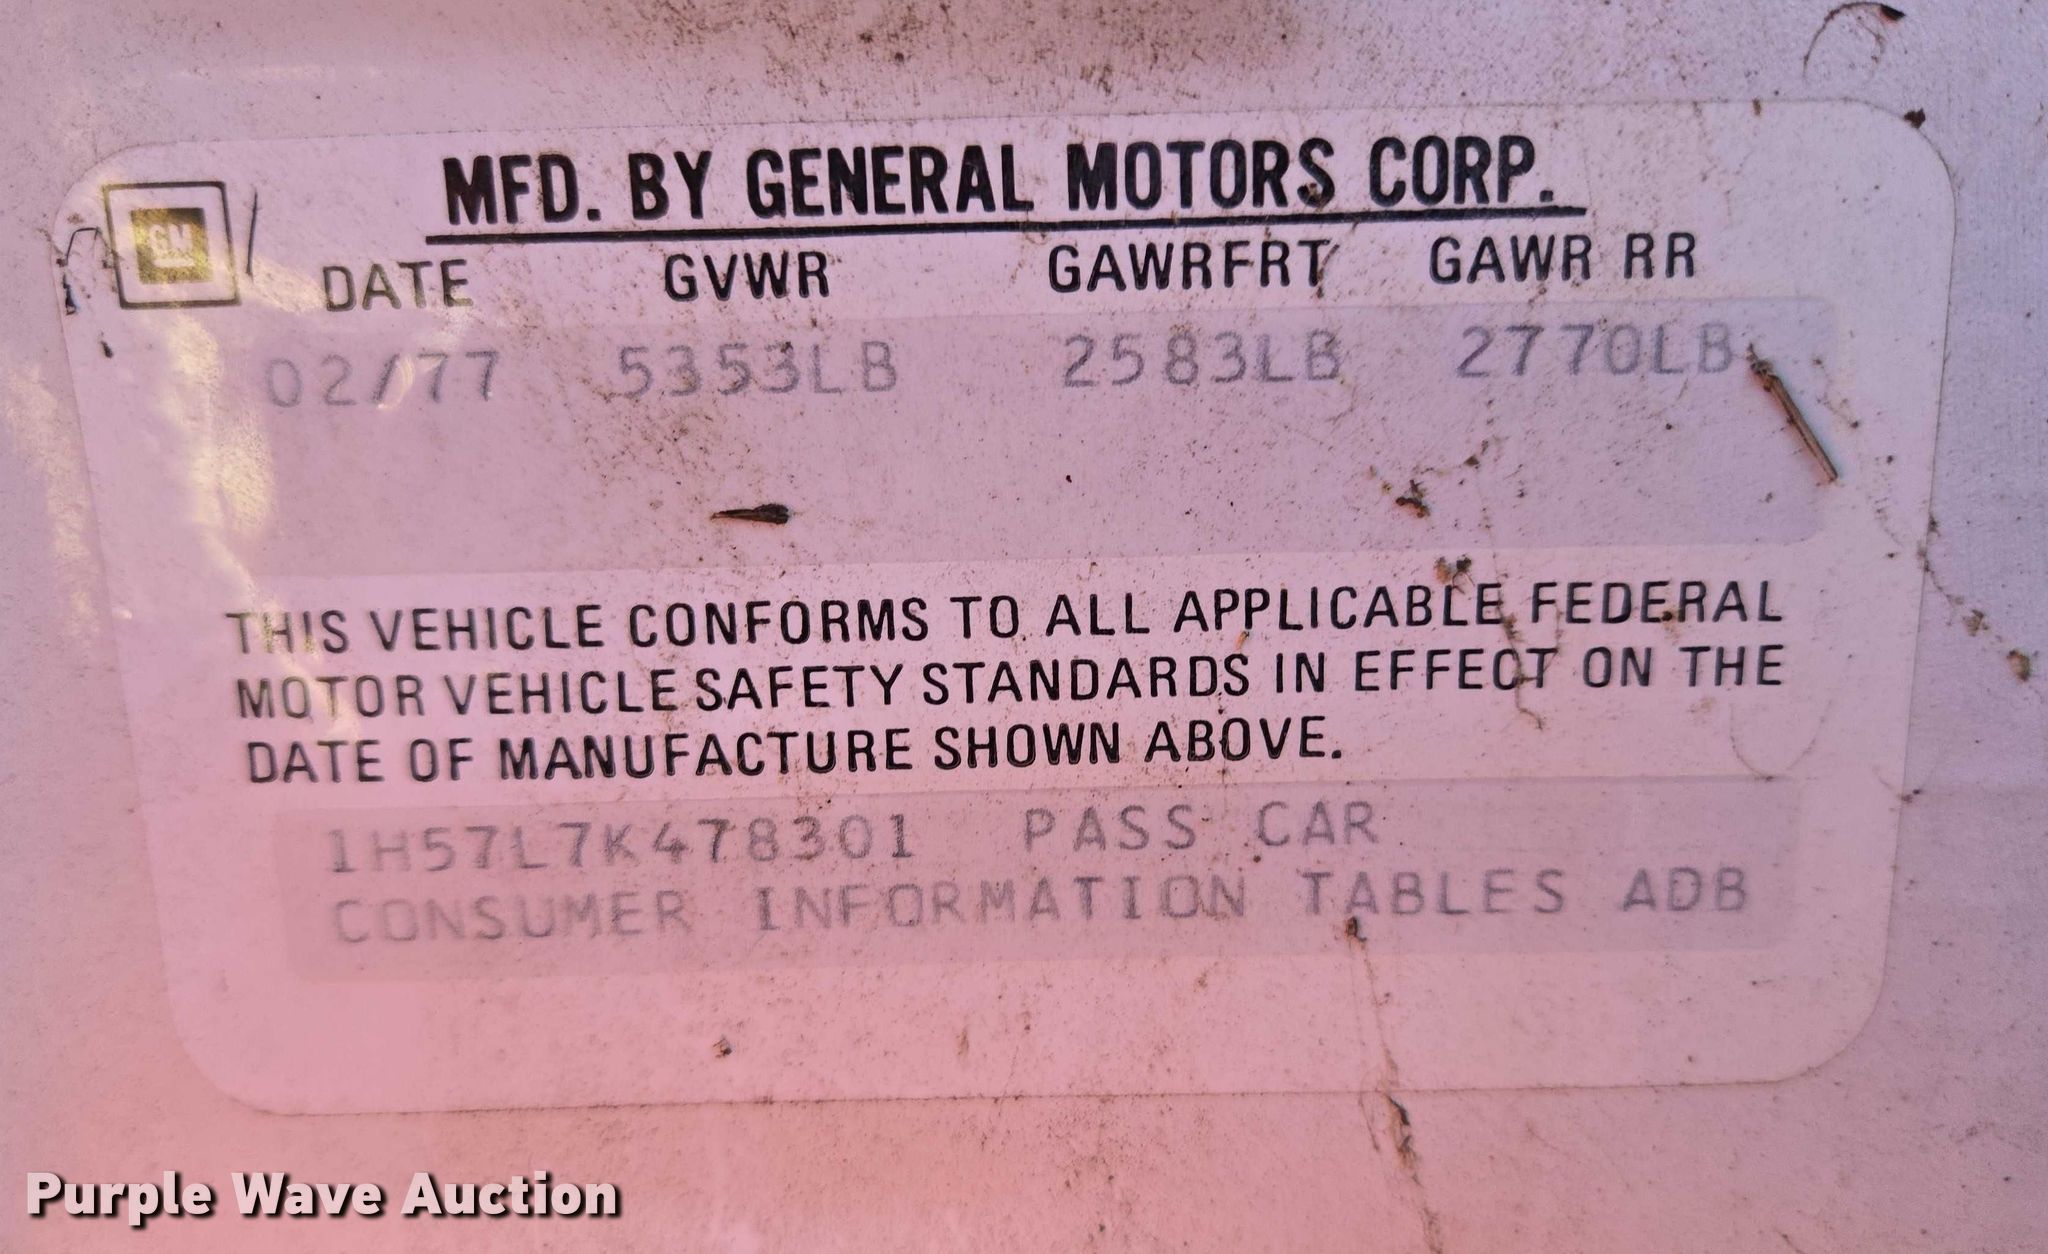 MFD. BY GENERAL MOTORS CORP.
GM
DATE GVWR GAWRFRT GAWR RR
02/77 5353LB 2583LB 2770LB
THIS VEHICLE CONFORMS TO ALL APPLICABLE FEDERAL
MOTOR VEHICLE SAFETY STANDARDS IN EFFECT ON THE
DATE OF MANUFACTURE SHOWN ABOVE.
1H57L7K478301 PASS CAR
CONSUMER INFORMATION TABLES ADB
Purple Wave Auction